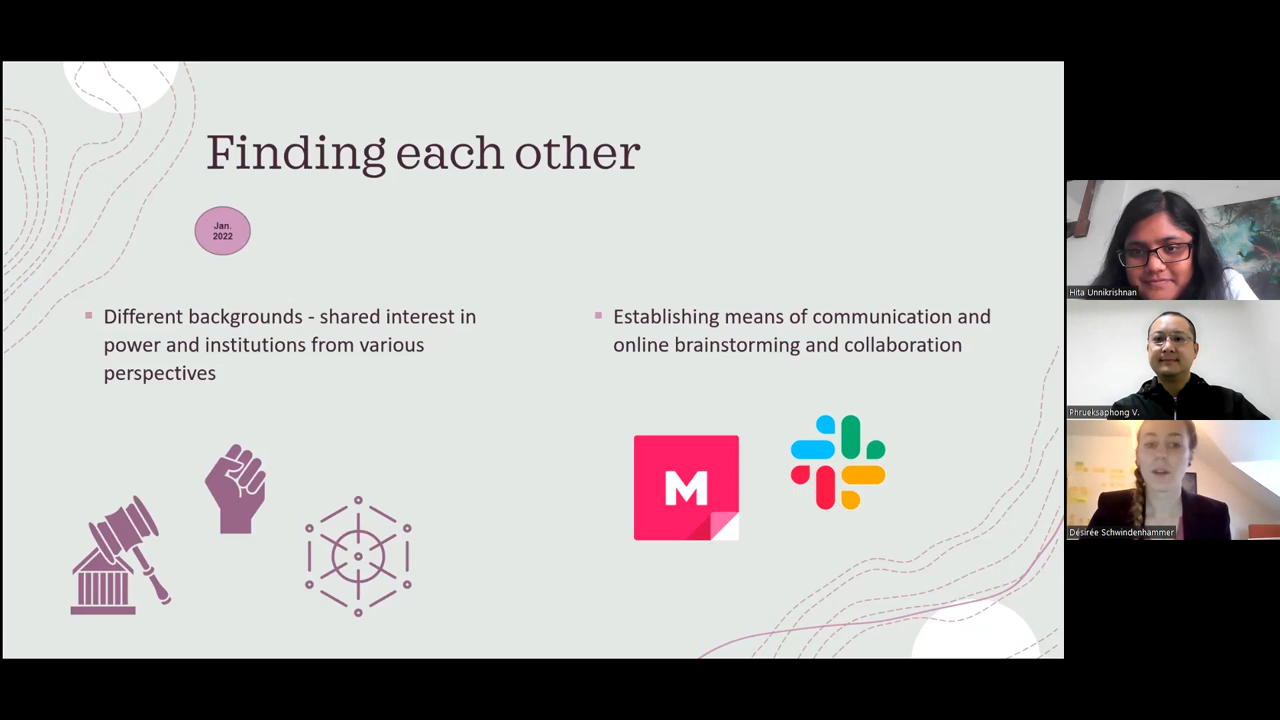 Finding each other
Jan.
2022
Different backgrounds - shared interest in
power and institutions from various
perspectives
Establishing means of communication and
online brainstorming and collaboration
M
Hita Unnikrishnan
Phrueksaphong V.
Désirée Schwindenhammer